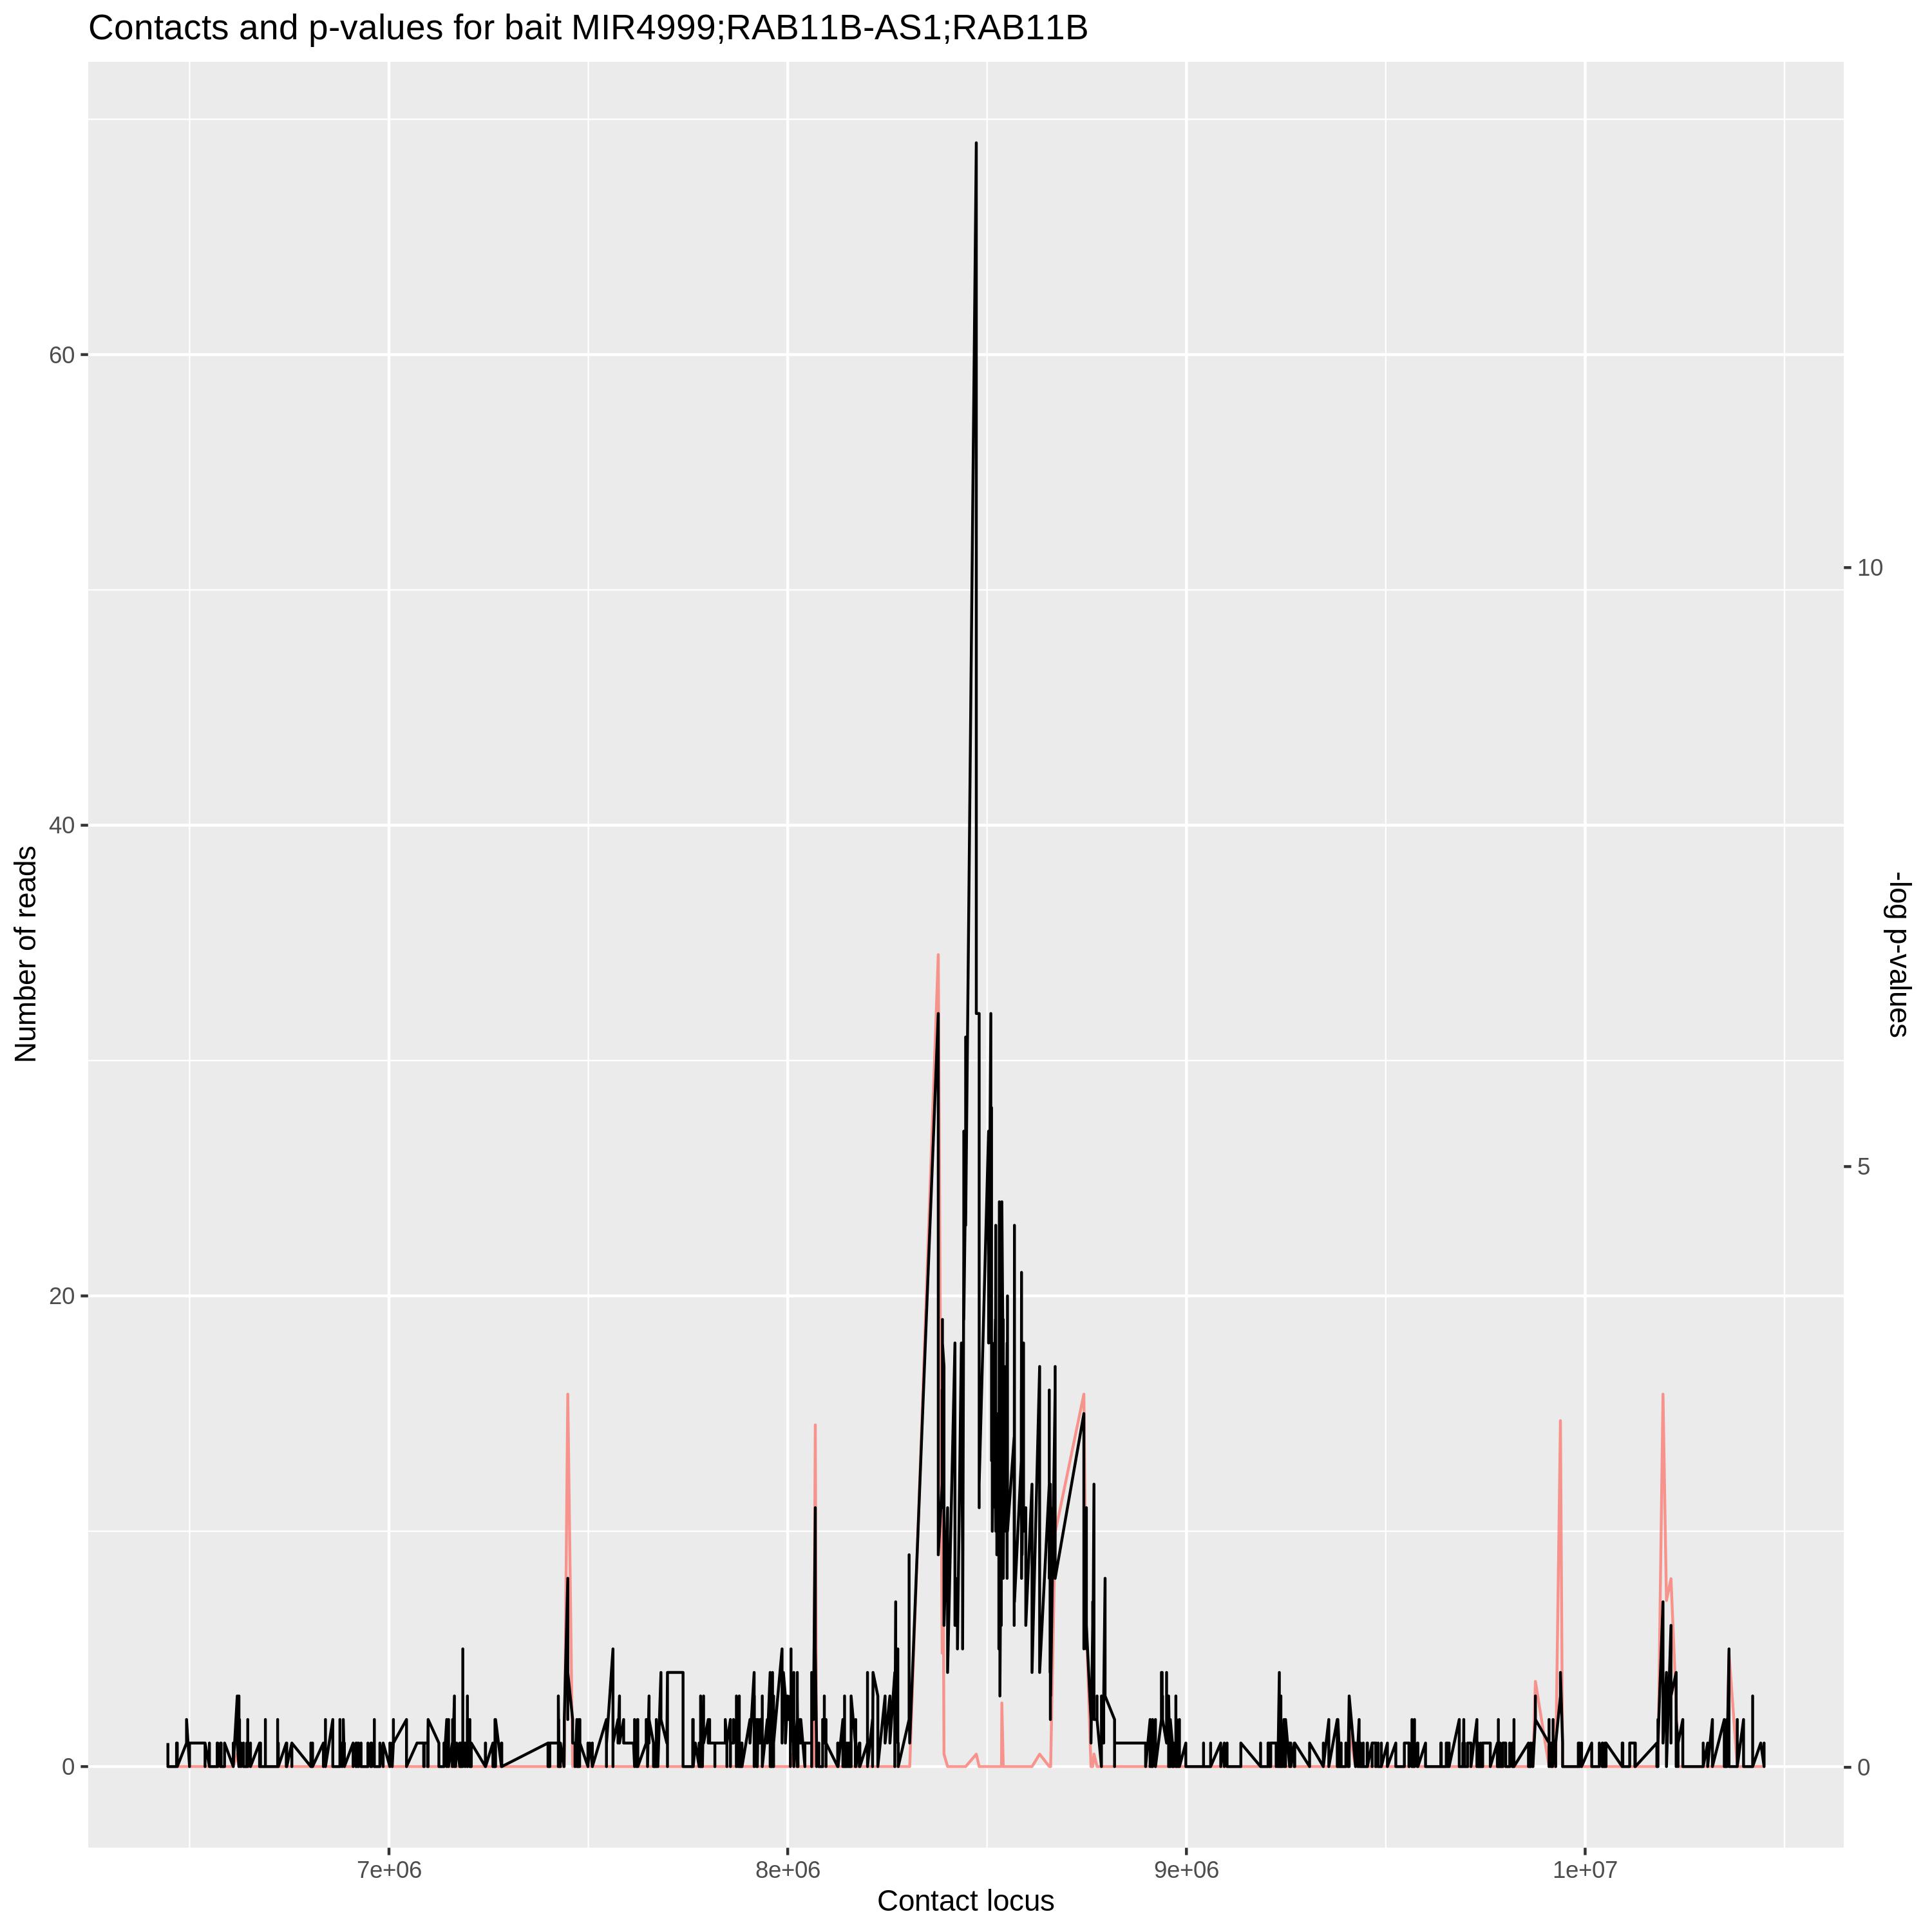 Contacts and p-values for bait MIR4999;RAB11B-AS1;RAB11B
60
40
20
0
Number of reads
10
5
0
-log p-values
7e+06
8e+06
9e+06
1e+07
Contact locus